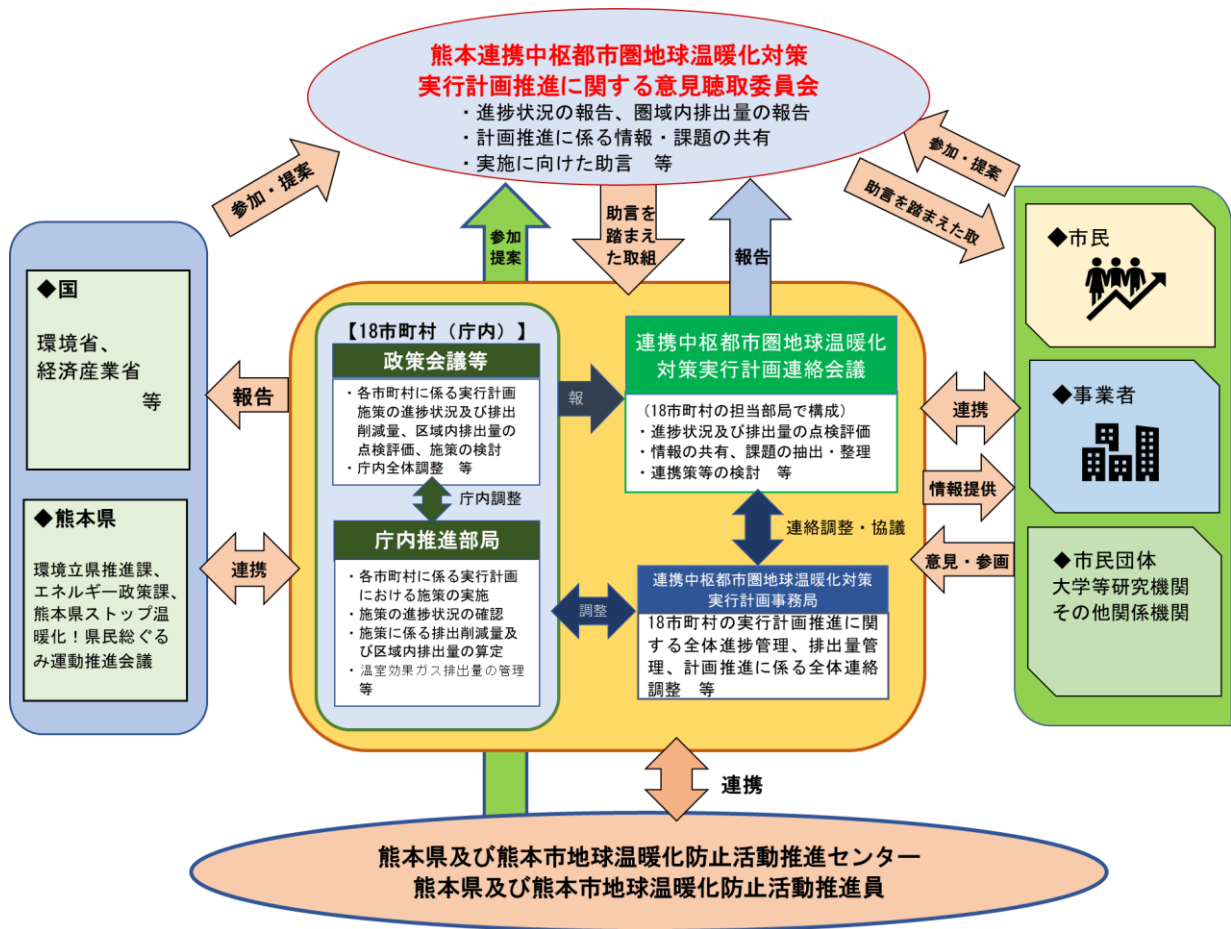 熊本連携中枢都市圏地球温暖化対策
実行計画推進に関する意見聴取委員会
・進捗状況の報告、圏域内排出量の報告
・計画推進に係る情報・課題の共有
・実施に向けた助言　等
参加・提案
参加
提案
助言を
踏まえ
た取組
報告
参加・提案
助言を踏まえた取
◆国
環境省、
経済産業省
等
◆熊本県
環境立県推進課、
エネルギー政策課、
熊本県ストップ温
暖化！県民総ぐる
み運動推進会議
報告
連携
【18市町村（庁内）】
政策会議等
・各市町村に係る実行計画
施策の進捗状況及び排出
削減量、区域内排出量の
点検評価、施策の検討
・庁内全体調整　等
庁内調整
庁内推進部局
・各市町村に係る実行計画
における施策の実施
・施策の進捗状況の確認
・施策に係る排出削減量及
び区域内排出量の算定
・温室効果ガス排出量の管理
等
報
調整
連携中枢都市圏地球温暖化
対策実行計画連絡会議
(18市町村の担当部局で構成)
・進捗状況及び排出量の点検評価
・情報の共有、課題の抽出・整理
・連携策等の検討　等
連絡調整・協議
連携中枢都市圏地球温暖化対策
実行計画事務局
18市町村の実行計画推進に関
する全体進捗管理、排出量管
理、計画推進に係る全体連絡
調整　等
連携
情報提供
意見・参画
◆市民
◆事業者
◆市民団体
大学等研究機関
その他関係機関
連携
熊本県及び熊本市地球温暖化防止活動推進センター
熊本県及び熊本市地球温暖化防止活動推進員